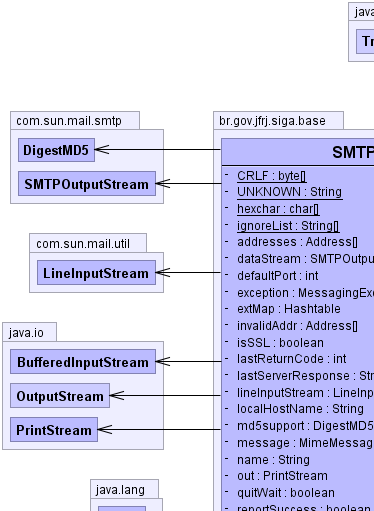 java
Tr
com.sun.mail.smtp
DigestMD5
SMTPOutputStream
com.sun.mail.util
LineInputStream
java.io
BufferedInputStream
OutputStream
PrintStream
java.lang
br.gov.jfrj.siga.base
SMTP
- CRLF : byte[]
- UNKNOWN : String
- hexchar : char[]
- ignoreList : String[]
- addresses : Address[]
- dataStream : SMTPOutpu
- defaultPort : int
- exception : MessagingExc
- extMap : Hashtable
- invalidAddr : Address[]
- isSSL : boolean
- lastReturnCode : int
- lastServerResponse : Str
- lineInputStream : LineInp
- localHostName : String
- md5support : DigestMD5
- message : MimeMessag
- name : String
- out : PrintStream
- quitWait : boolean
- reportSuccess : boolean